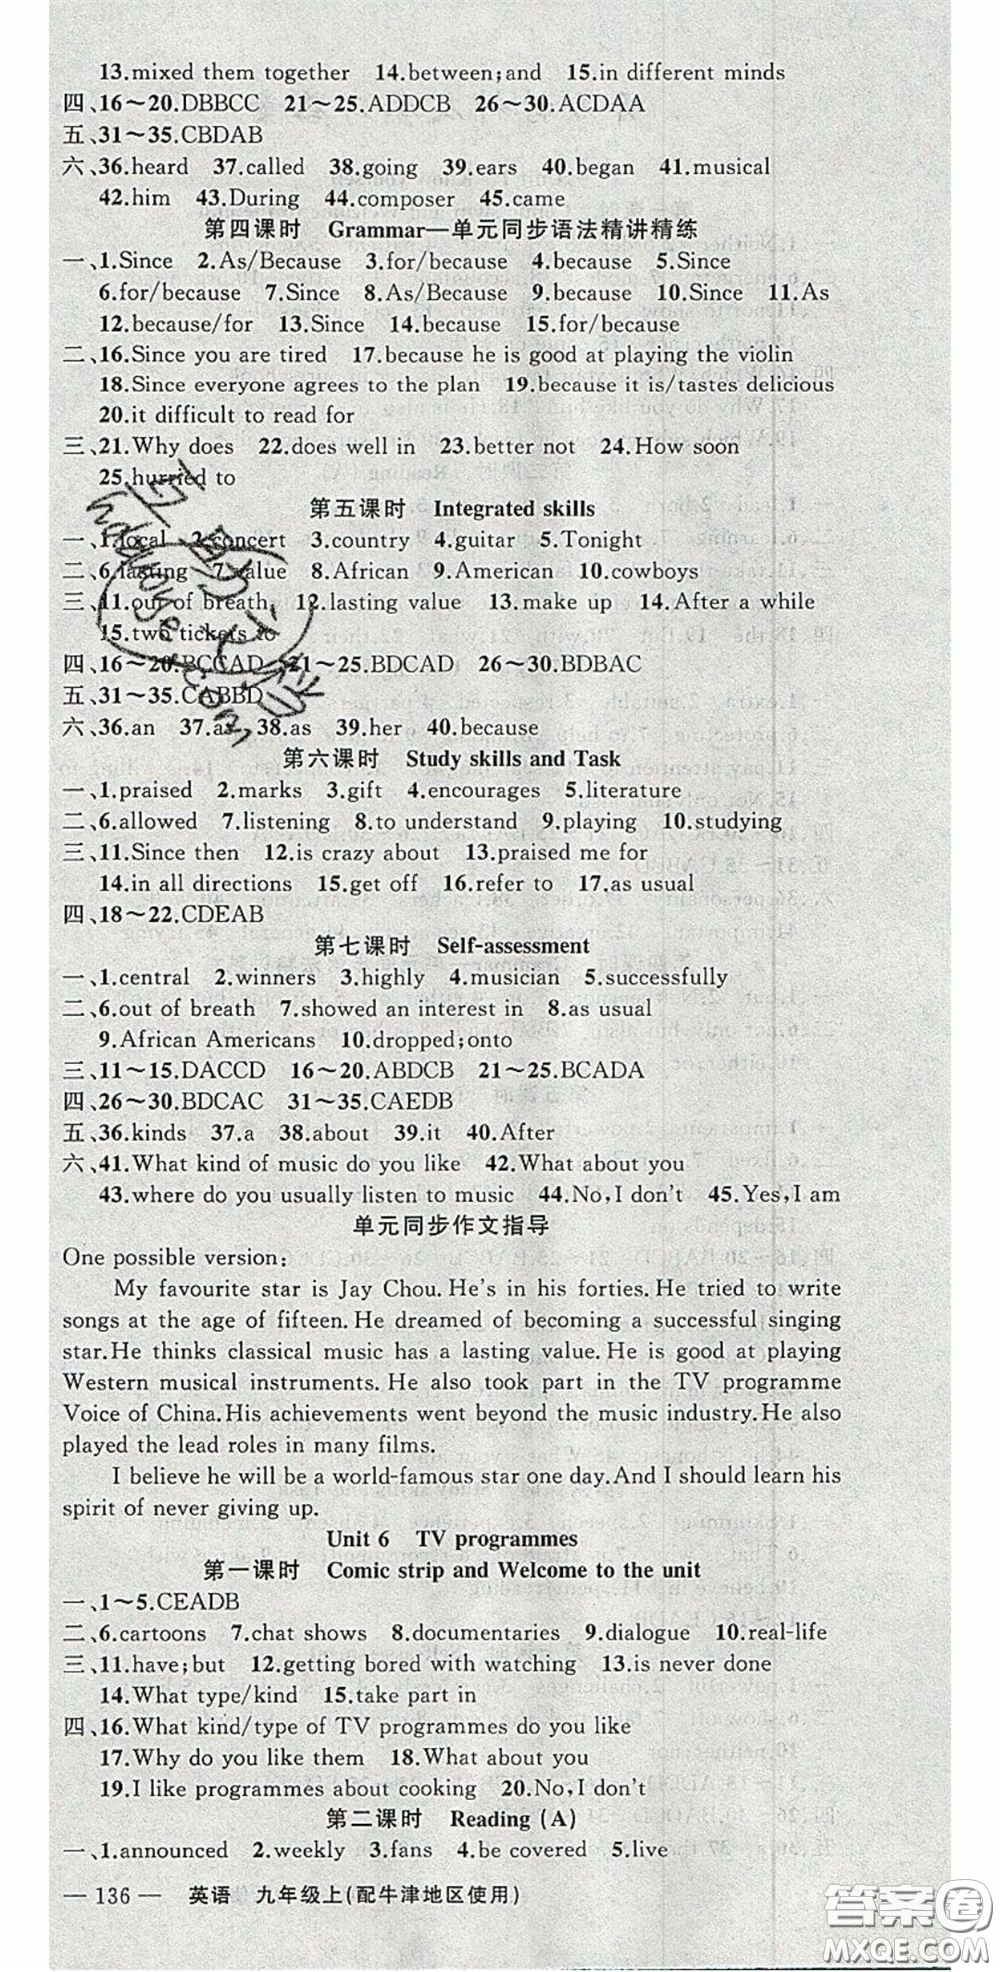 13.mixed them together  14.between;and  15.in different minds
四、16～20.DBBCC  21～25.ADDCB  26～30.ACDAA
五、31～35.CBDAB
六、36.heard  37.called  38.going  39.ears  40.began  41.musical
42.him  43.During  44.composer  45.came
第四课时  Grammar—单元同步语法精讲精练
一、1.Since  2.As/Because  3.for/because  4.because  5.Since
6.for/because  7.Since  8.As/Because  9.because  10.Since  11.As
12.because/for  13.Since  14.because  15.for/because
二、16.Since you are tired  17.because he is good at playing the violin
18.Since everyone agrees to the plan  19.because it is/tastes delicious
20.it difficult to read for
三、21.Why does  22.does well in  23.better not  24.How soon
25.hurried to
第五课时  Integrated skills
一、1.local  2.concert  3.country  4.guitar  5.Tonight
二、6.lasting  7.value  8.African  9.American  10.cowboys
三、11.out of breath  12.lasting value  13.make up  14.After a while
15.two tickets to
四、16～20.BCCAD  21～25.BDCAD  26～30.BDBAC
五、31～35.CABBD
六、36.an  37.as  38.as  39.her  40.because
第六课时  Study skills and Task
一、1.praised  2.marks  3.gift  4.encourages  5.literature
二、6.allowed  7.listening  8.to understand  9.playing  10.studying
三、11.Since then  12.is crazy about  13.praised me for
14.in all directions  15.get off  16.refer to  17.as usual
四、18～22.CDEAB
第七课时  Self-assessment
一、1.central  2.winners  3.highly  4.musician  5.successfully
二、6.out of breath  7.showed an interest in  8.as usual
9.African Americans  10.dropped;onto
三、11～15.DACCD  16～20.ABDCB  21～25.BCADA
四、26～30.BDCAC  31～35.CAEDB
五、36.kinds  37.a  38.about  39.it  40.After
六、41.What kind of music do you like  42.What about you
43.where do you usually listen to music  44.No,I don't  45.Yes,I am
单元同步作文指导
One possible version:
My favourite star is Jay Chou.He's in his forties.He tried to write
songs at the age of fifteen.He dreamed of becoming a successful singing
star.He thinks classical music has a lasting value.He is good at playing
Western musical instruments.He also took part in the TV programme
Voice of China.His achievements went beyond the music industry.He also
played the lead roles in many films.
I believe he will be a world-famous star one day.And I should learn his
spirit of never giving up.
Unit 6  TV programmes
第一课时  Comic strip and Welcome to the unit
一、1～5.CEADB
二、6.cartoons  7.chat shows  8.documentaries  9.dialogue  10.real-life
三、11.have;but  12.getting bored with watching  13.is never done
14.What type/kind  15.take part in
四、16.What kind/type of TV programmes do you like
17.Why do you like them  18.What about you
19.I like programmes about cooking  20.No,I don't
第二课时  Reading (A)
一、1.announced  2.weekly  3.fans  4.be covered  5.live
— 136 —  英语  九年级上(配牛津地区使用)
答案圈
MXQE.COM